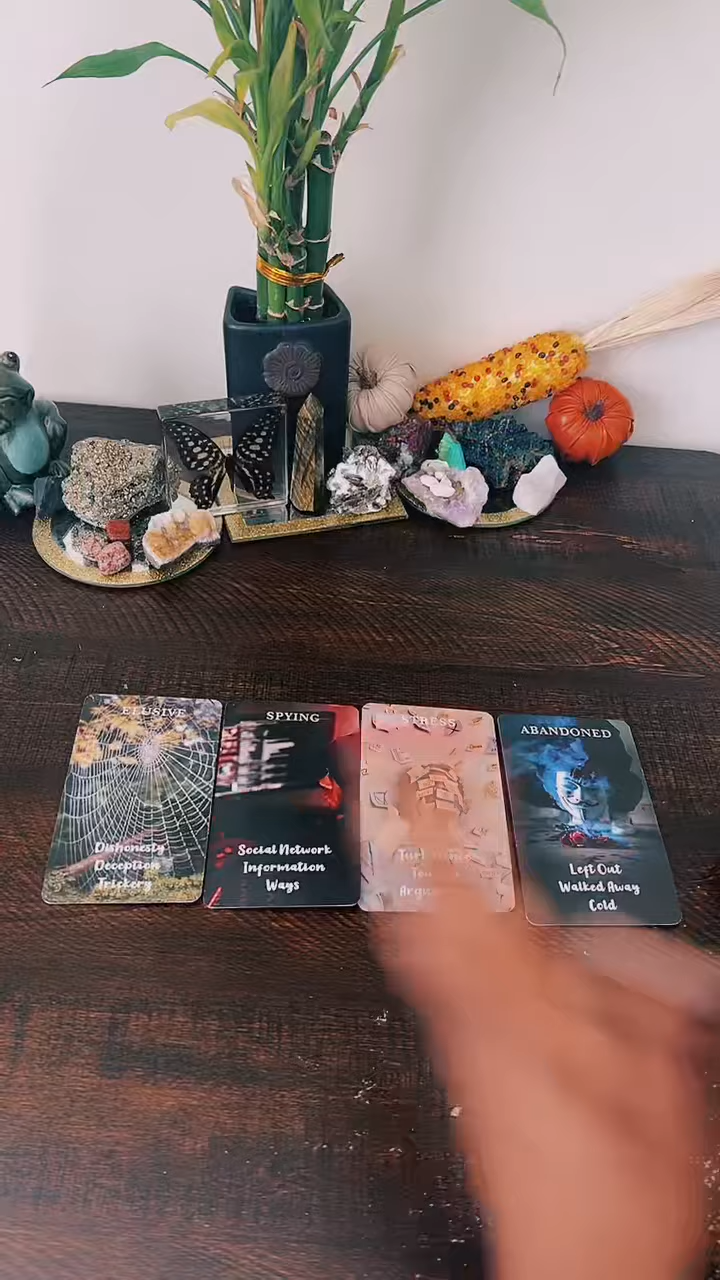 ELUSIVE
Dishonesty
Deception
Trickery
SPYING
Social Network
Information
Ways
STRESS
ABANDONED
Left Out
Walked Away
Cold